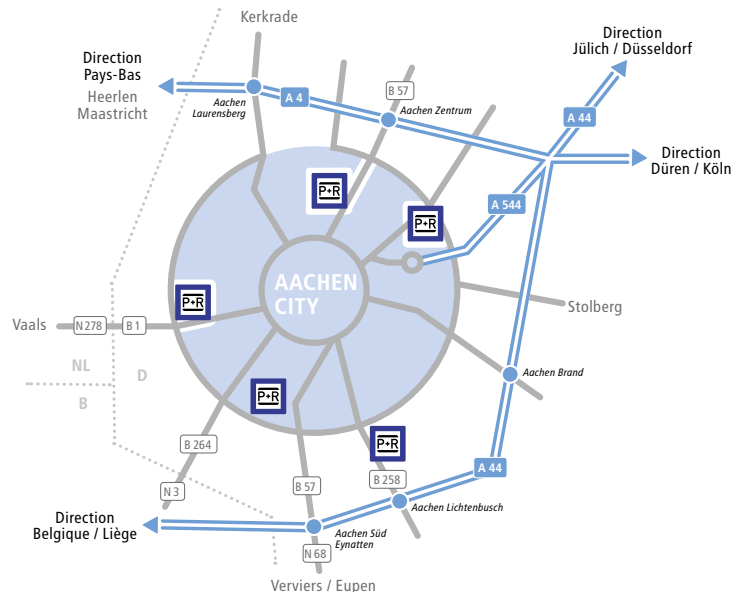 Kerkrade
Direction
Jülich / Düsseldorf
Direction
Pays-Bas
Heerlen
Maastricht
Aachen
Laurensberg
A 4
B 57
Aachen Zentrum
A 44
Direction
Düren / Köln
P+R
P+R
A 544
AACHEN
CITY
P+R
Stolberg
Vaals
N 278
B 1
NL
D
B
Aachen Brand
P+R
P+R
B 264
A 44
B 258
N 3
B 57
Aachen Lichtenbusch
Direction
Belgique / Liège
Aachen Süd
Eynatten
N 68
Verviers / Eupen